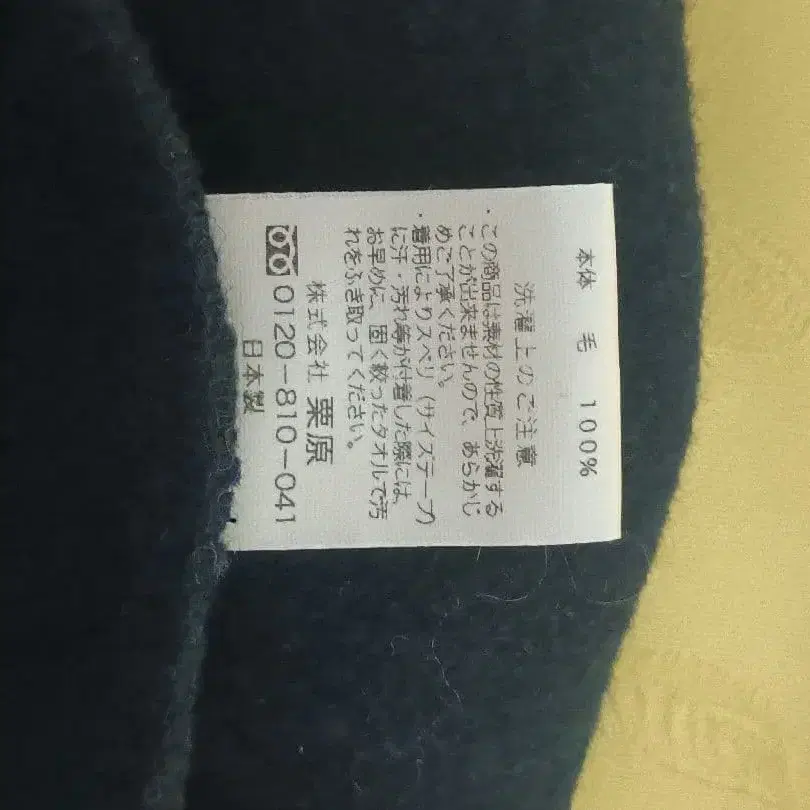 本体 毛 100%
洗濯上のご注意
・この商品は素材の性質上洗濯する
ことが出来ませんので、あらかじ
めご了承ください。
・着用によりスベリ(サイズテープ)
に汗・汚れ等が付着した際には、
お早めに、固く絞ったタオルで汚
れをふき取ってください。
株式会社 栗原
0120-810-041
日本製